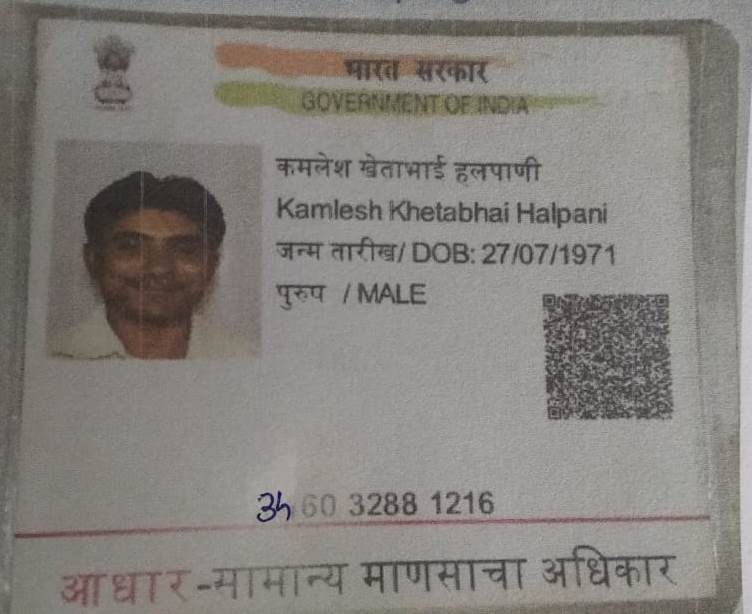 भारत सरकार
GOVERNMENT OF INDIA
कमलेश खेताभाई हलपाणी
Kamlesh Khetabhai Halpani
जन्म तारीख/ DOB: 27/07/1971
पुरुष / MALE
60 3288 1216
आधार-सामान्य माणसाचा अधिकार